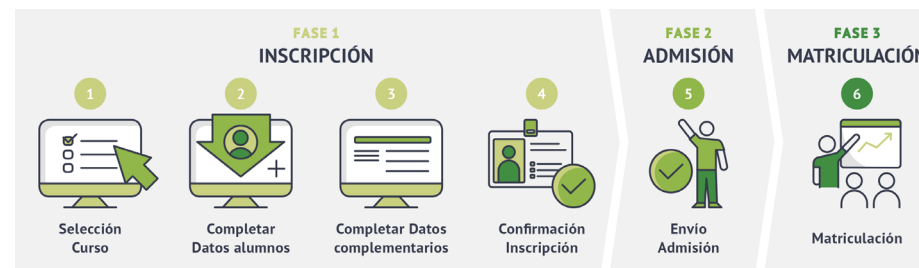 FASE 1
INSCRIPCIÓN
1
2
3
4
Selección
Curso
Completar
Datos alumnos
Completar Datos
complementarios
Confirmación
Inscripción
FASE 2
ADMISIÓN
5
Envío
Admisión
FASE 3
MATRICULACIÓN
6
Matriculación